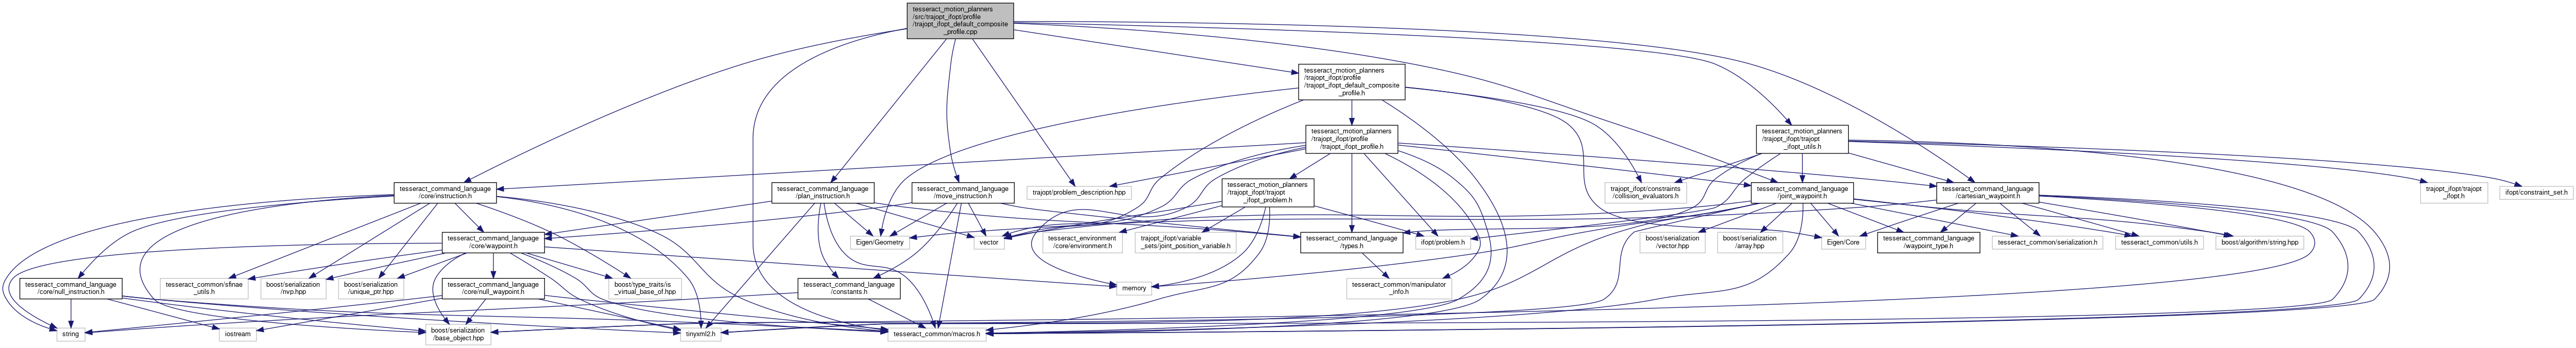 tesseract_motion_planners
/src/trajopt_ifopt/profile
/trajopt_ifopt_default_composite
_profile.cpp
tesseract_motion_planners
/trajopt_ifopt/profile
/trajopt_ifopt_default_composite
_profile.h
tesseract_motion_planners
/trajopt_ifopt/profile
/trajopt_ifopt_profile.h
tesseract_motion_planners
/trajopt_ifopt/trajopt
_ifopt_utils.h
tesseract_command_language
/core/instruction.h
tesseract_command_language
/plan_instruction.h
tesseract_command_language
/move_instruction.h
trajopt/problem_description.hpp
tesseract_motion_planners
/trajopt_ifopt/trajopt
_ifopt_problem.h
trajopt_ifopt/constraints
/collision_evaluators.h
tesseract_command_language
/joint_waypoint.h
tesseract_command_language
/cartesian_waypoint.h
trajopt_ifopt/trajopt
_ifopt.h
ifopt/constraint_set.h
tesseract_command_language
/core/waypoint.h
Eigen/Geometry
vector
tesseract_environment
/core/environment.h
trajopt_ifopt/variable
_sets/joint_position_variable.h
tesseract_command_language
/types.h
ifopt/problem.h
boost/serialization
/vector.hpp
boost/serialization
/array.hpp
Eigen/Core
tesseract_command_language
/waypoint_type.h
tesseract_common/serialization.h
tesseract_common/utils.h
boost/algorithm/string.hpp
tesseract_command_language
/core/null_instruction.h
tesseract_common/sfinae
_utils.h
boost/serialization
/nvp.hpp
boost/serialization
/unique_ptr.hpp
tesseract_command_language
/core/null_waypoint.h
boost/type_traits/is
_virtual_base_of.hpp
tesseract_command_language
/constants.h
memory
tesseract_common/manipulator
_info.h
string
iostream
boost/serialization
/base_object.hpp
tinyxml2.h
tesseract_common/macros.h